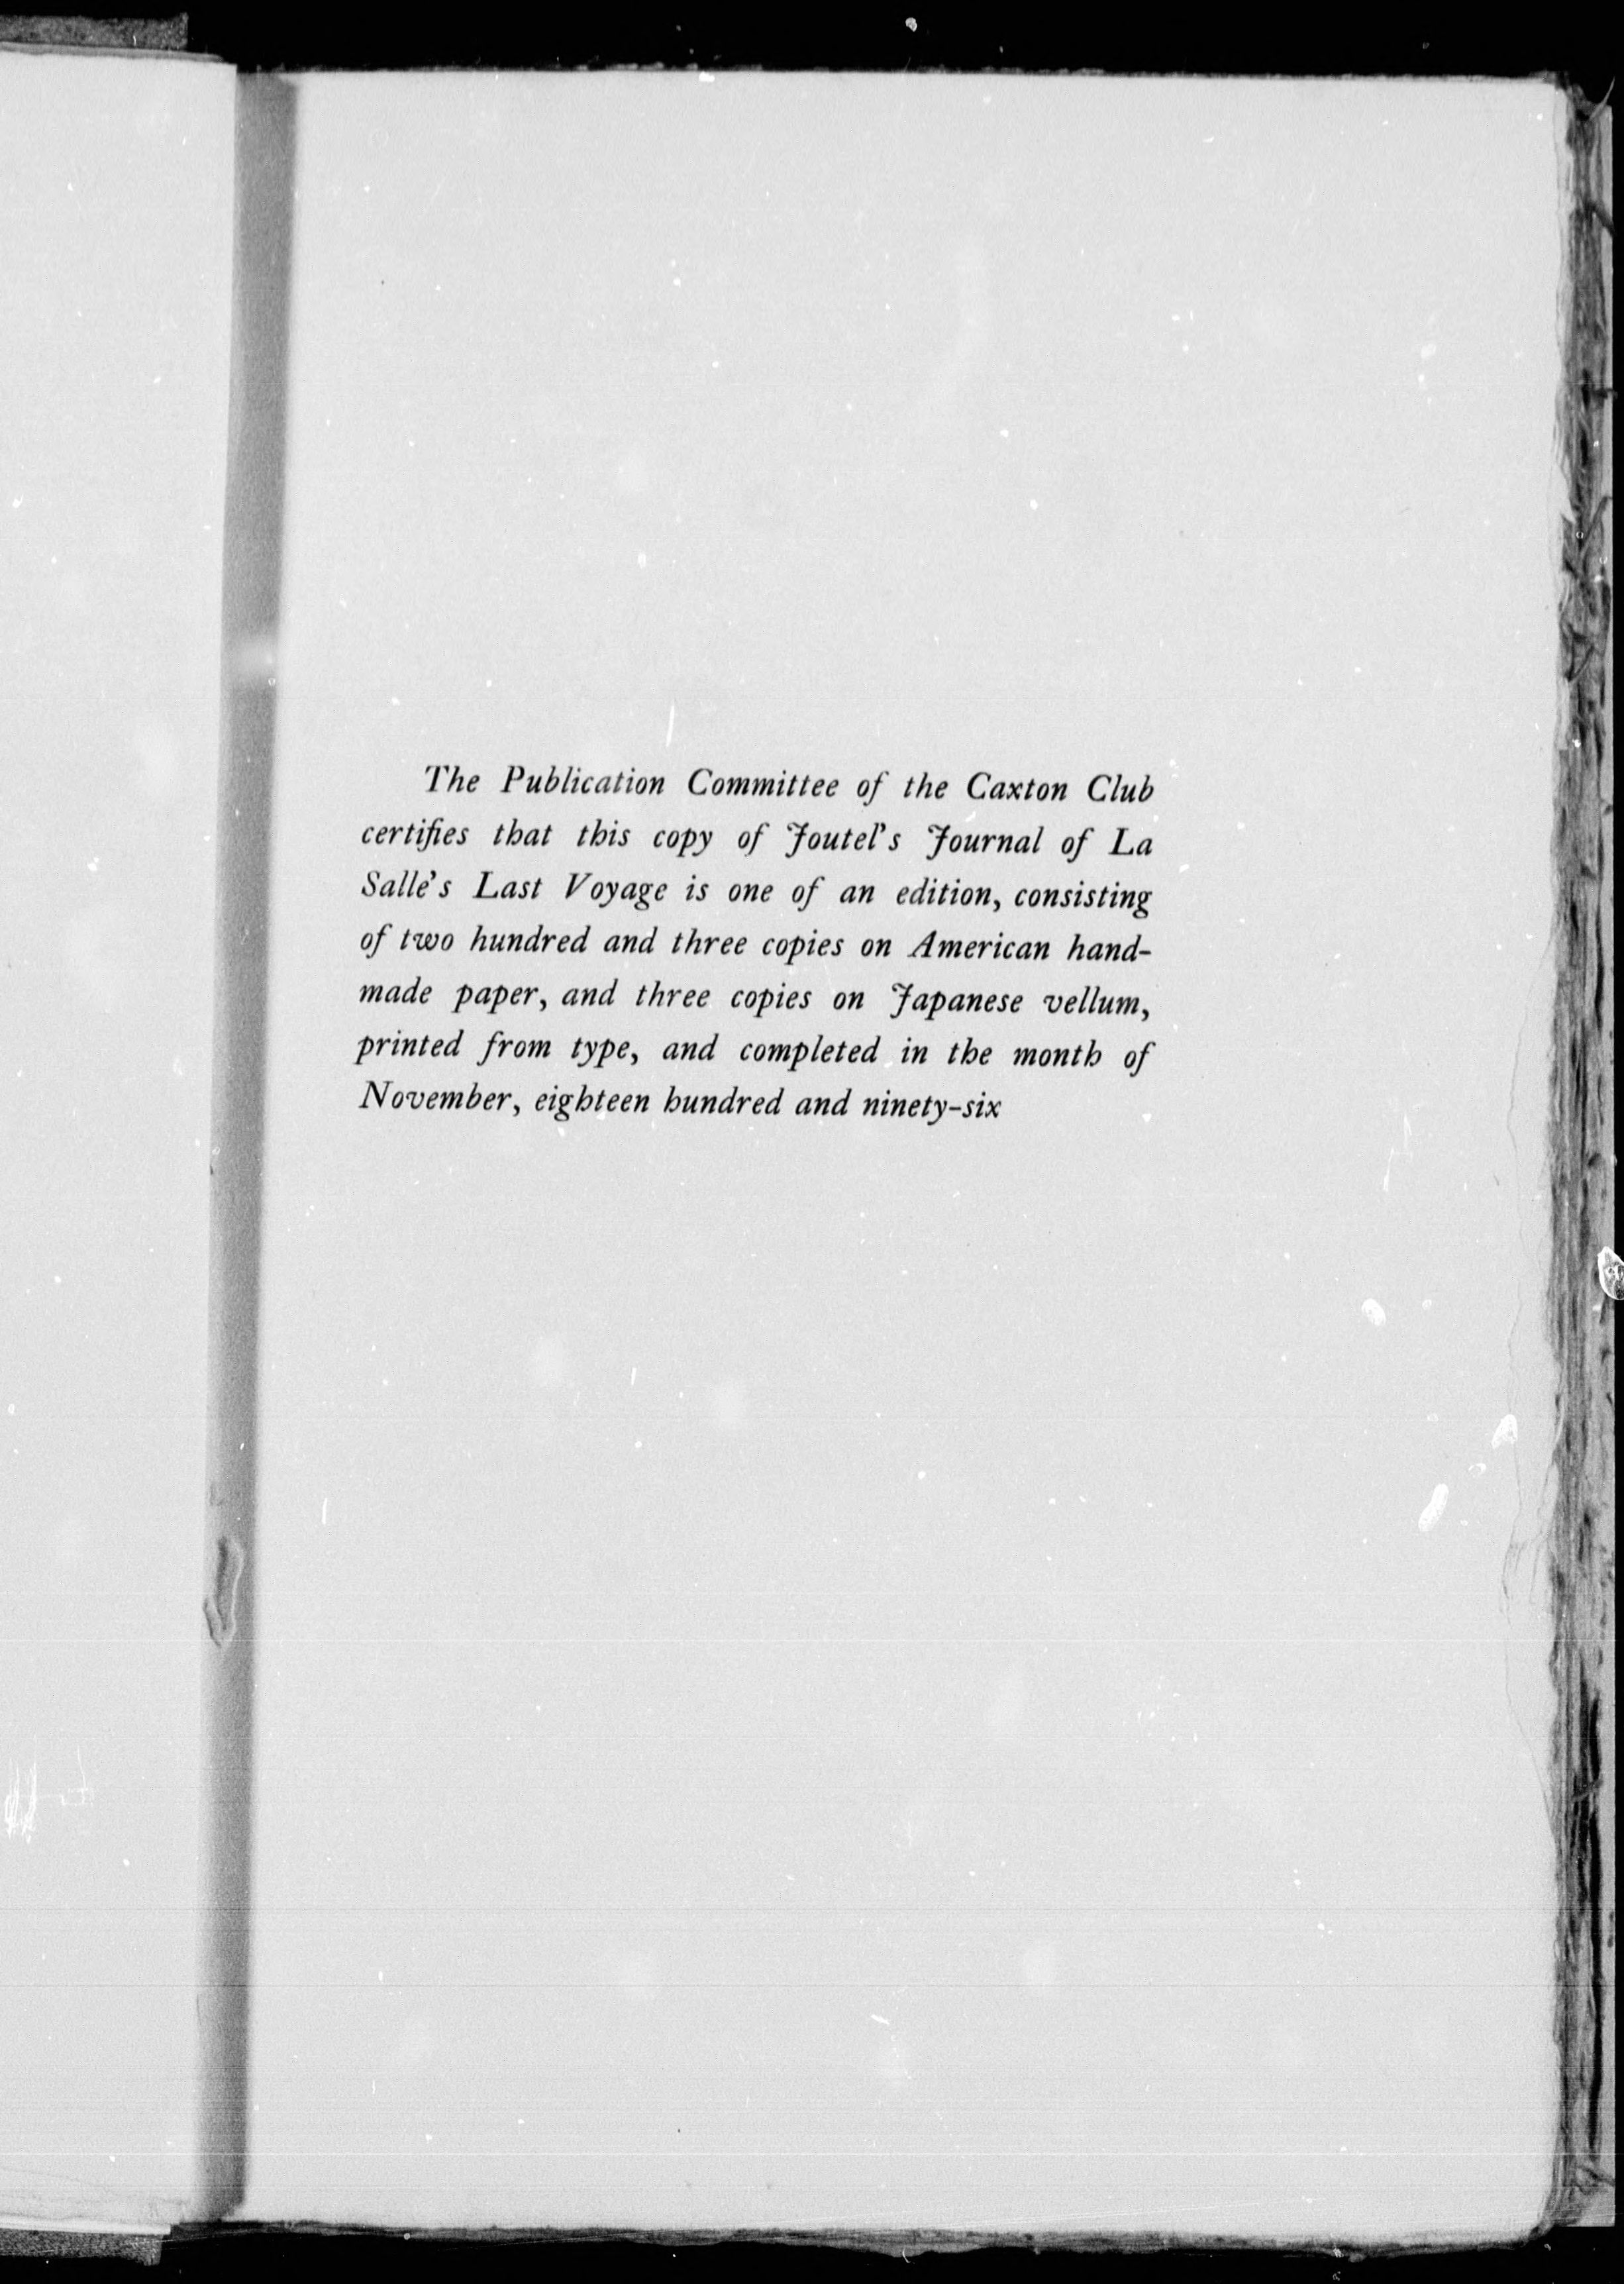 The Publication Committee of the Caxton Club
certifies that this copy of Joutel's Journal of La
Salle's Last Voyage is one of an edition, consisting
of two hundred and three copies on American hand-
made paper, and three copies on Japanese vellum,
printed from type, and completed in the month of
November, eighteen hundred and ninety-six